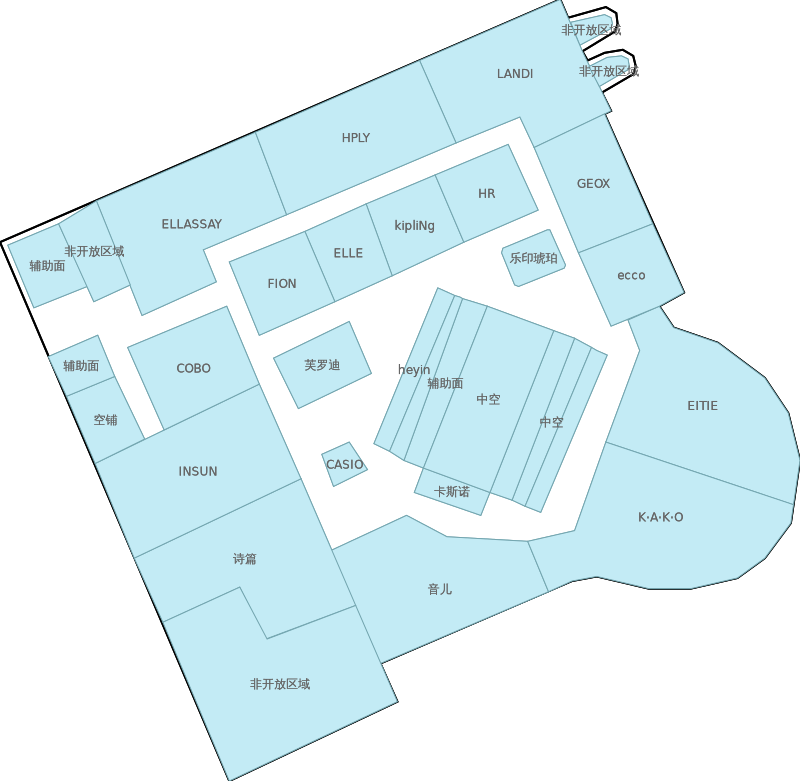 非开放区域
非开放区域
LANDI
HPLY
GEOX
HR
ELLASSAY
kipliNg
非开放区域
ELLE
乐印琥珀
辅助面
ecco
FION
芙罗迪
辅助面
COBO
heyin
辅助面
中空
EITIE
空铺
中空
CASIO
INSUN
卡斯诺
K·A·K·O
诗篇
音儿
非开放区域